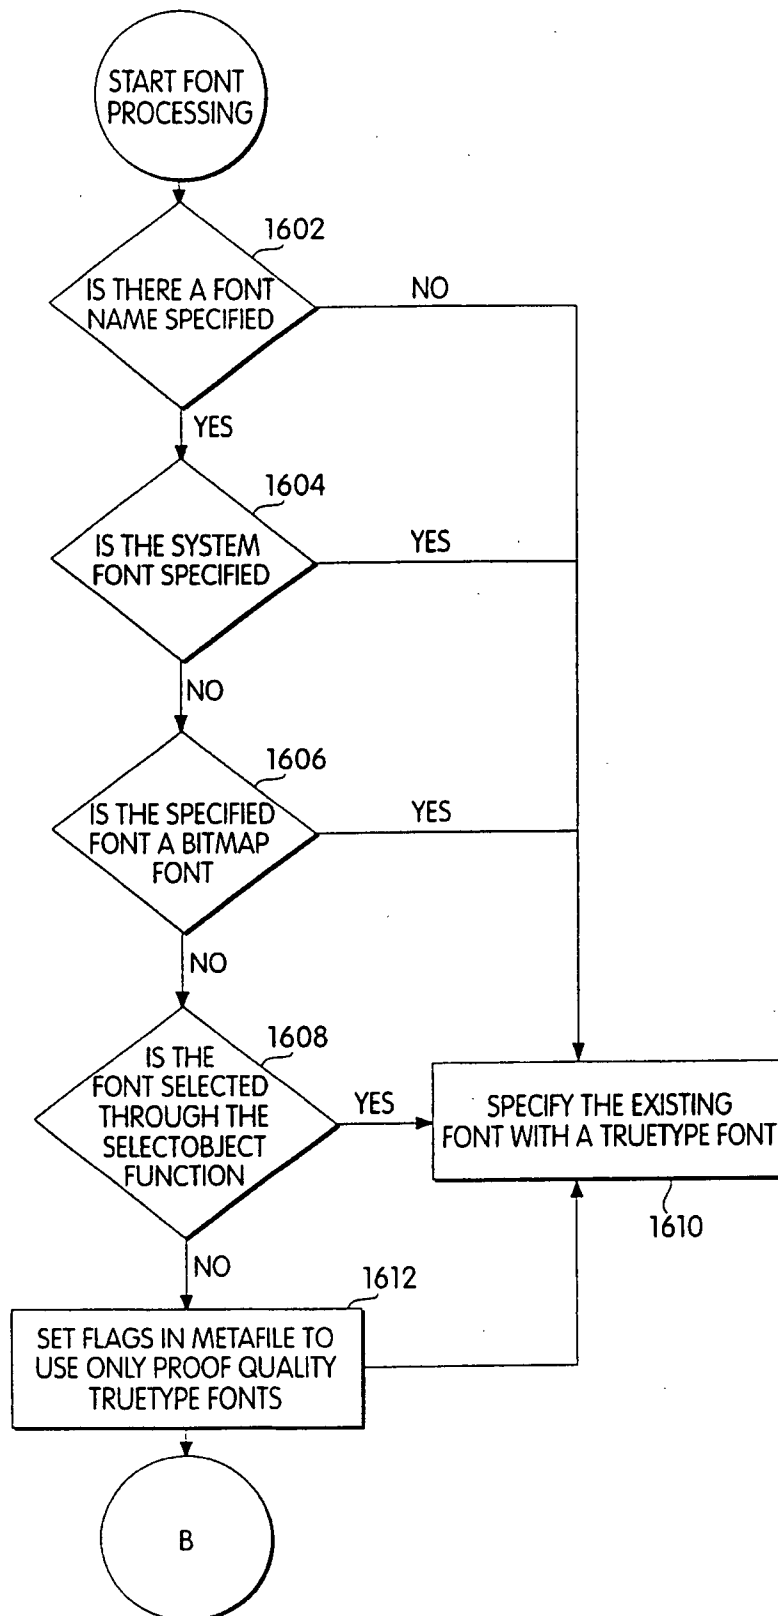 START FONT
PROCESSING
1602
IS THERE A FONT
NAME SPECIFIED
NO
YES
1604
IS THE SYSTEM
FONT SPECIFIED
YES
NO
1606
IS THE SPECIFIED
FONT A BITMAP
FONT
YES
NO
1608
IS THE
FONT SELECTED
THROUGH THE
SELECTOBJECT
FUNCTION
YES
SPECIFY THE EXISTING
FONT WITH A TRUETYPE FONT
1610
NO
1612
SET FLAGS IN METAFILE TO
USE ONLY PROOF QUALITY
TRUETYPE FONTS
B